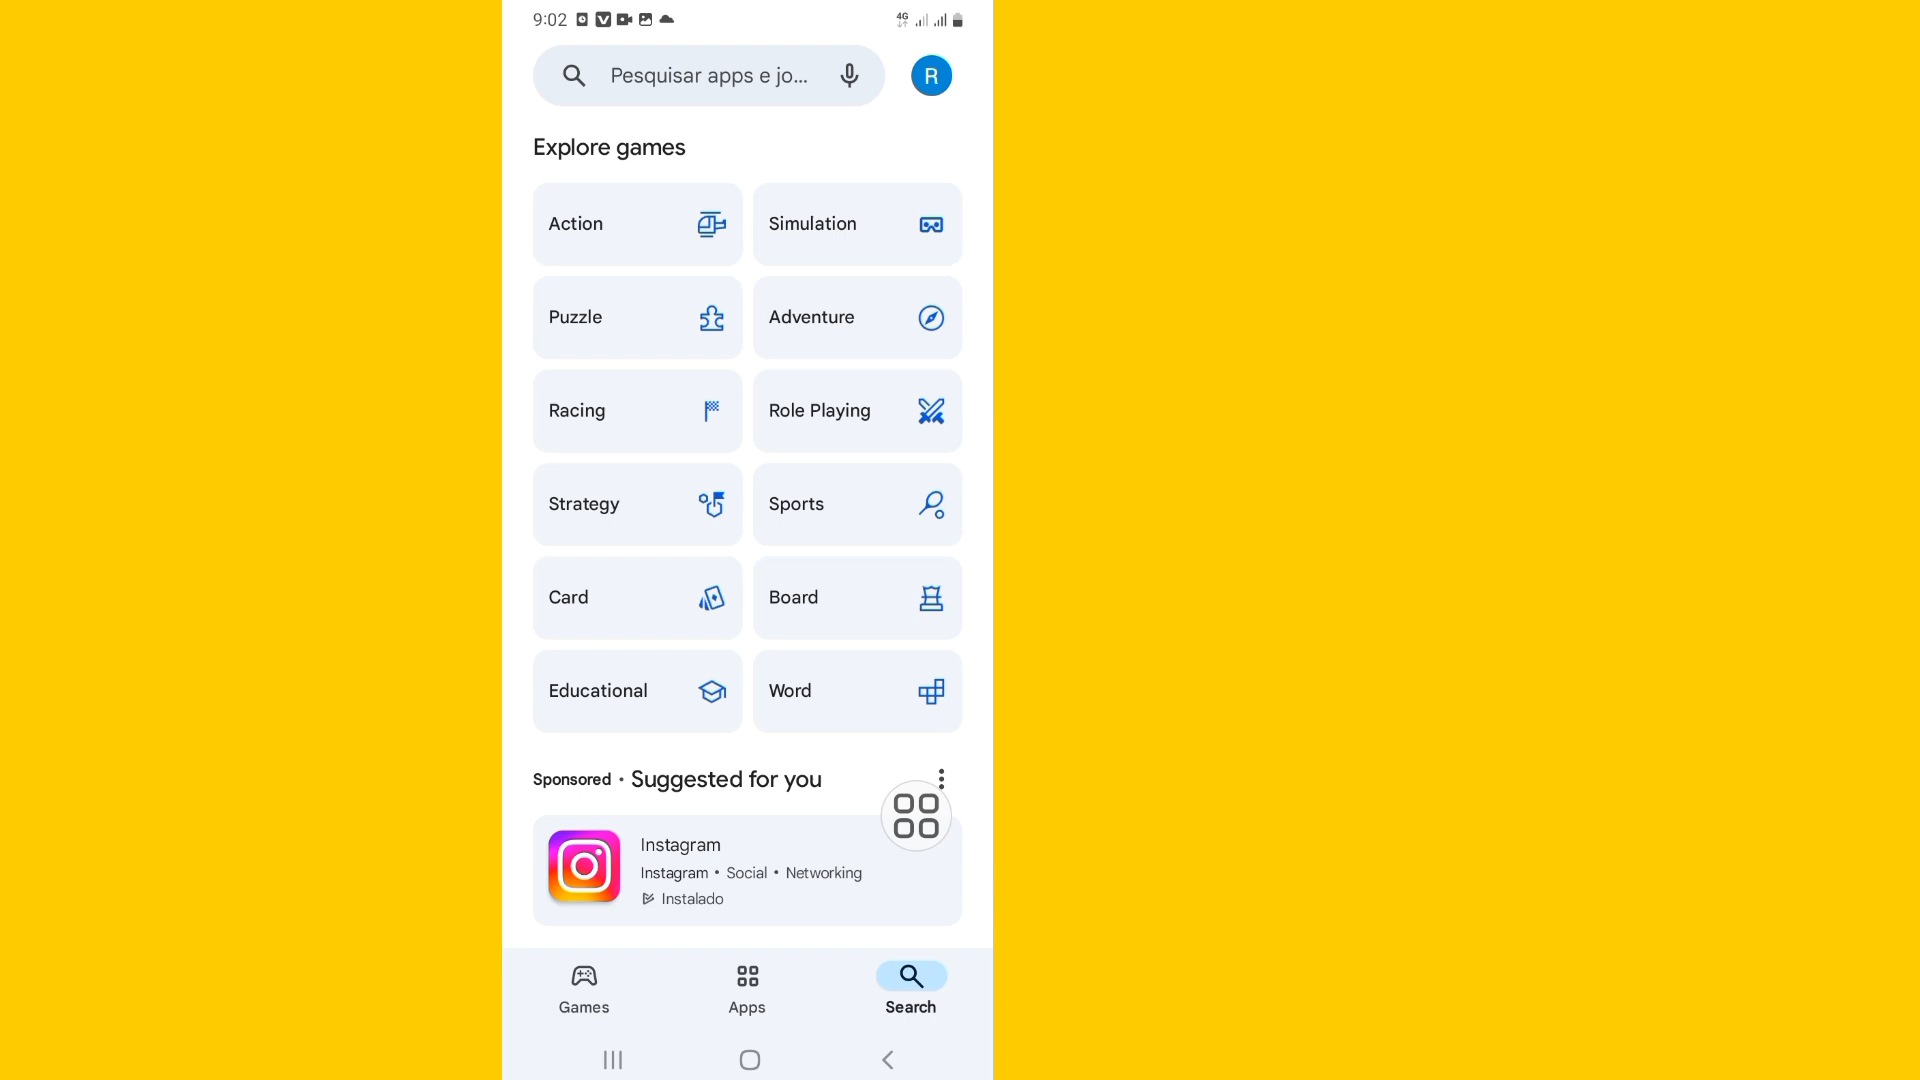 9:02
4G
Pesquisar apps e jo...
R
Explore games
Action
Simulation
Puzzle
Adventure
Racing
Role Playing
Strategy
Sports
Card
Board
Educational
Word
Sponsored • Suggested for you
Instagram
Instagram • Social • Networking
Instalado
Games
Apps
Search